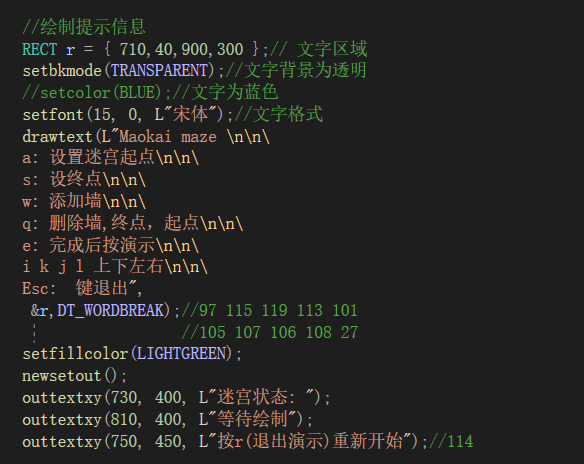 //绘制提示信息
RECT r = { 710,40,900,300 };// 文字区域
setbkmode(TRANSPARENT);//文字背景为透明
//setcolor(BLUE);//文字为蓝色
setfont(15, 0, L"宋体");//文字格式
drawtext(L"Maokai maze \n\n\
a: 设置迷宫起点\n\n\
s: 设终点\n\n\
w: 添加墙\n\n\
q: 删除墙,终点，起点\n\n\
e: 完成后按演示\n\n\
i k j l 上下左右\n\n\
Esc:  键退出",
&r,DT_WORDBREAK);//97 115 119 113 101
//105 107 106 108 27
setfillcolor(LIGHTGREEN);
newsetout();
outtextxy(730, 400, L"迷宫状态: ");
outtextxy(810, 400, L"等待绘制");
outtextxy(750, 450, L"按r(退出演示)重新开始");//114